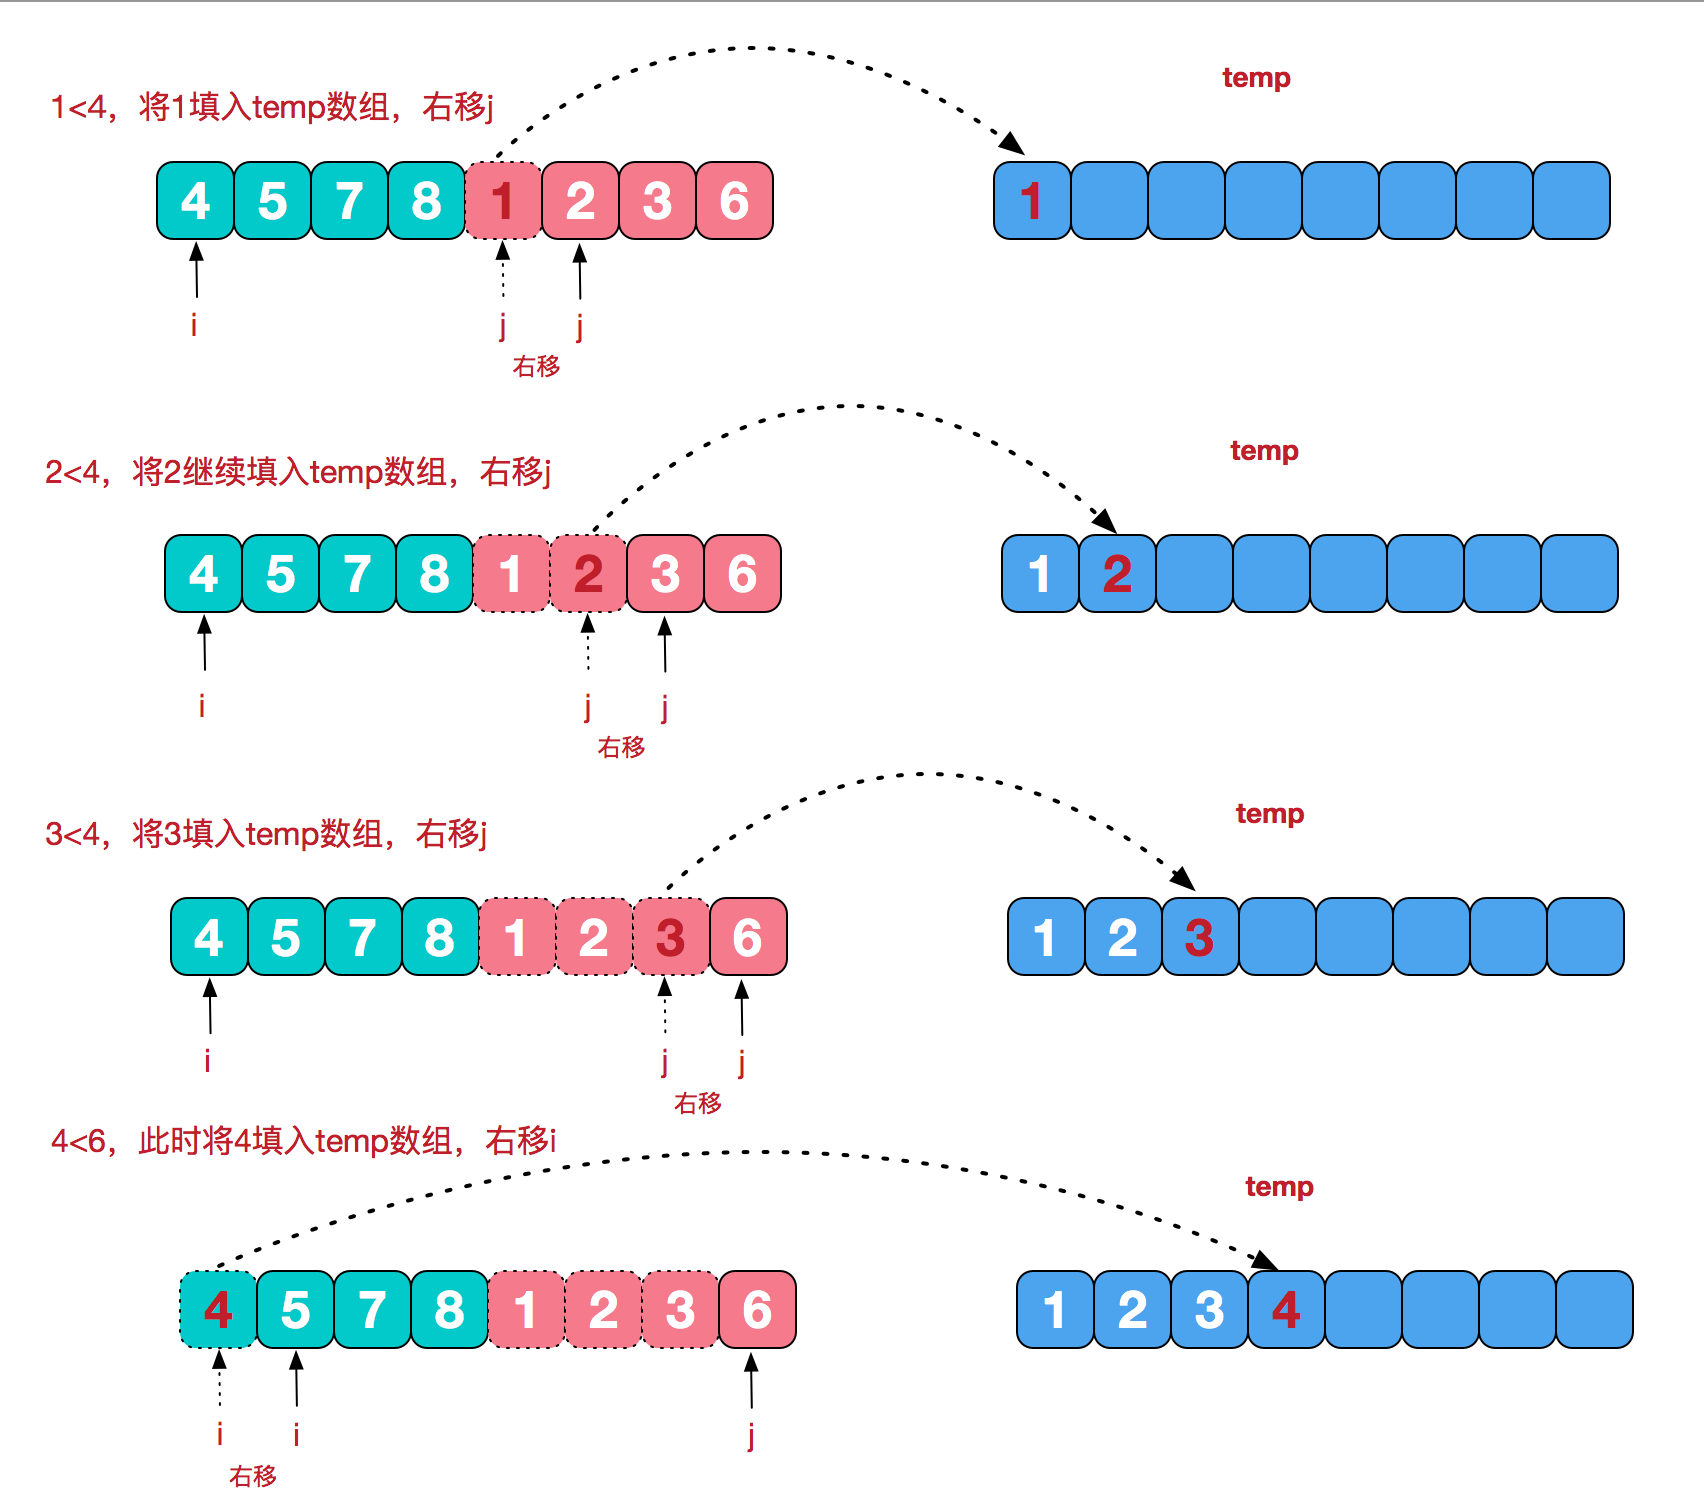 temp
1<4，将1填入temp数组，右移j
4 5 7 8 1 2 3 6
1
i j j
右移
temp
2<4，将2继续填入temp数组，右移j
4 5 7 8 1 2 3 6
1 2
i j j
右移
temp
3<4，将3填入temp数组，右移j
4 5 7 8 1 2 3 6
1 2 3
i j j
右移
4<6，此时将4填入temp数组，右移i
temp
4 5 7 8 1 2 3 6
1 2 3 4
i i j
右移